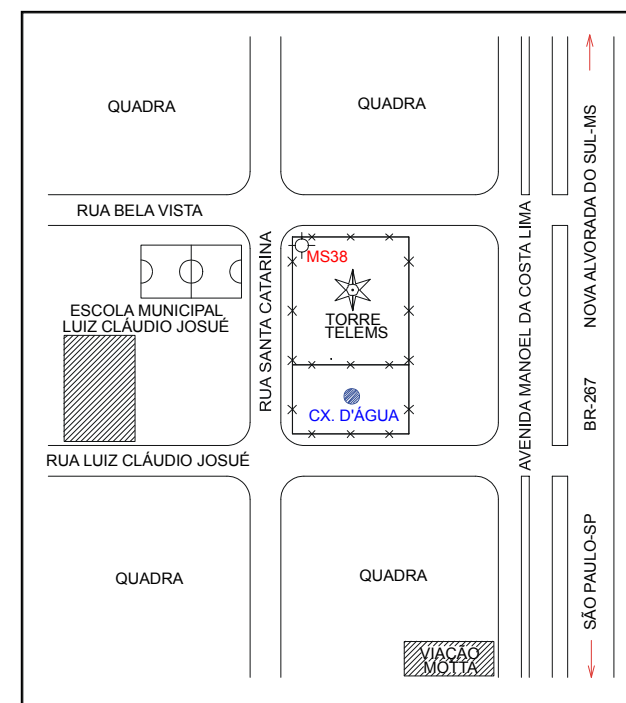 QUADRA
QUADRA
NOVA ALVORADA DO SUL-MS
RUA BELA VISTA
AVENIDA MANOEL DA COSTA LIMA
RUA SANTA CATARINA
MS38
ESCOLA MUNICIPAL
LUIZ CLÁUDIO JOSUÉ
TORRE
TELEMS
BR-267
CX. D'ÁGUA
RUA LUIZ CLÁUDIO JOSUÉ
QUADRA
QUADRA
SÃO PAULO-SP
VIAÇÃO
MOTTA